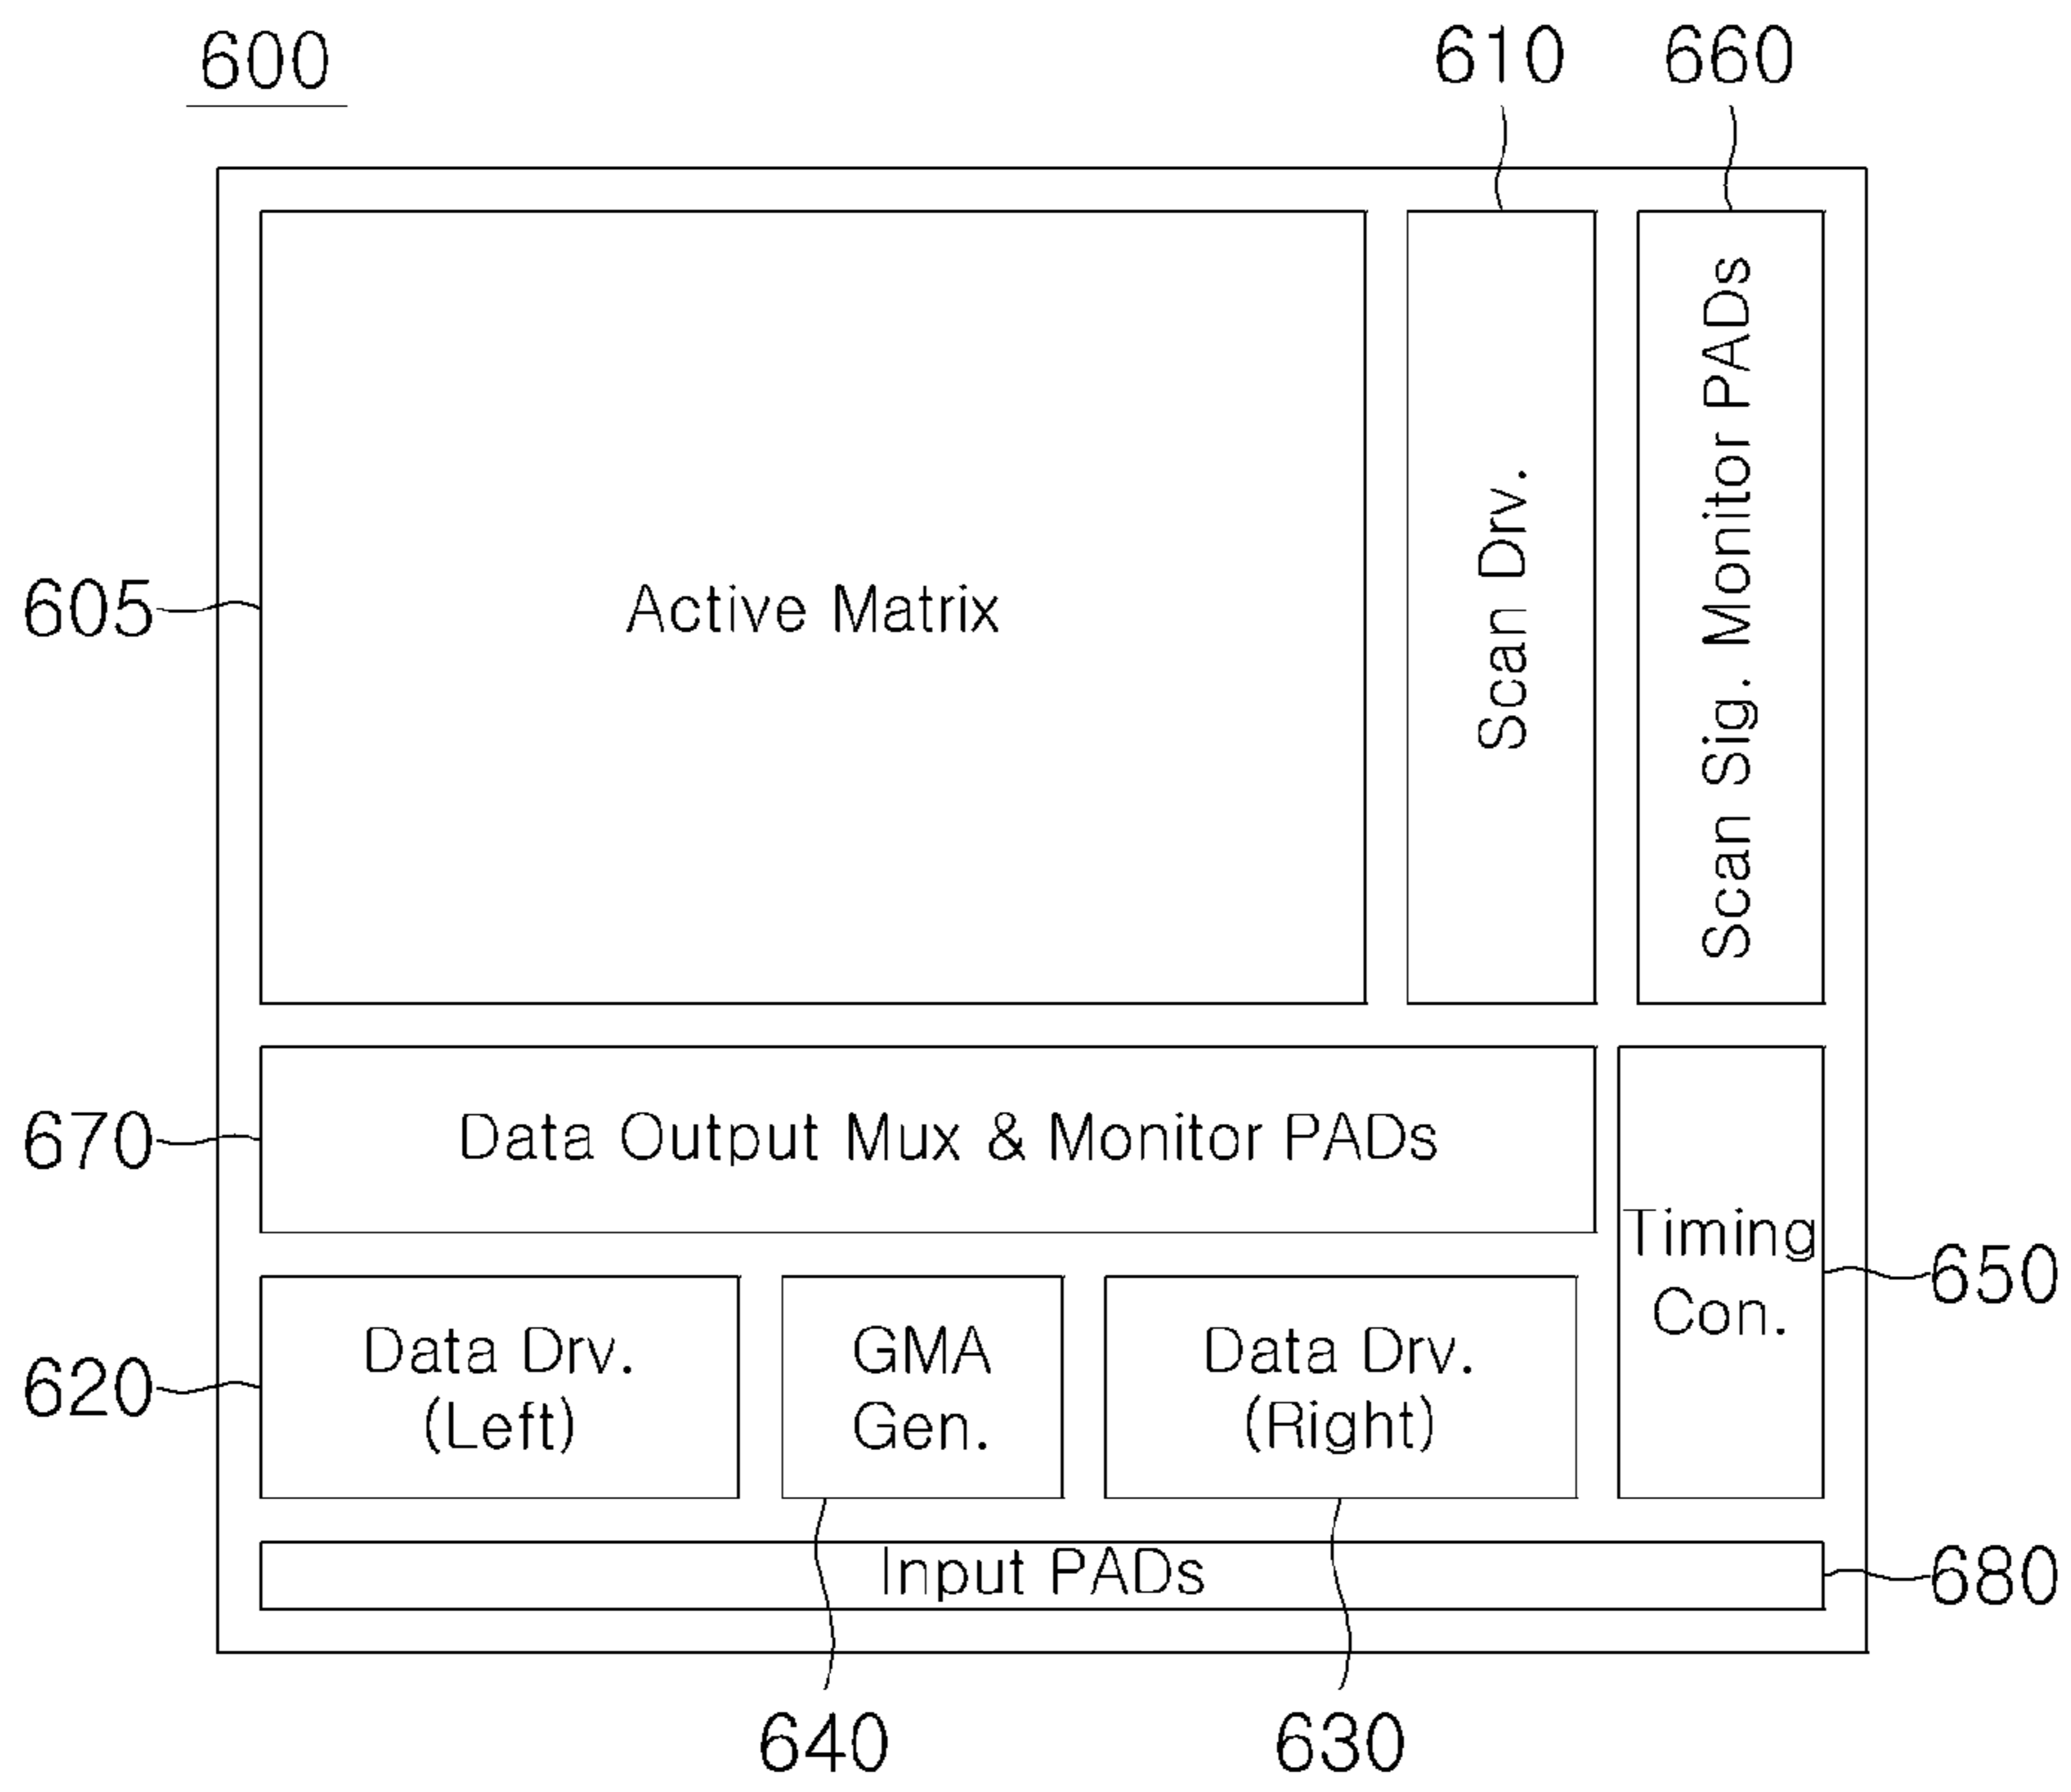 600
610
660
605
Active Matrix
Scan Drv.
Scan Sig. Monitor PADs
670
Data Output Mux & Monitor PADs
Timing
Con.
650
620
Data Drv.
(Left)
GMA
Gen.
Data Drv.
(Right)
Input PADs
680
640
630